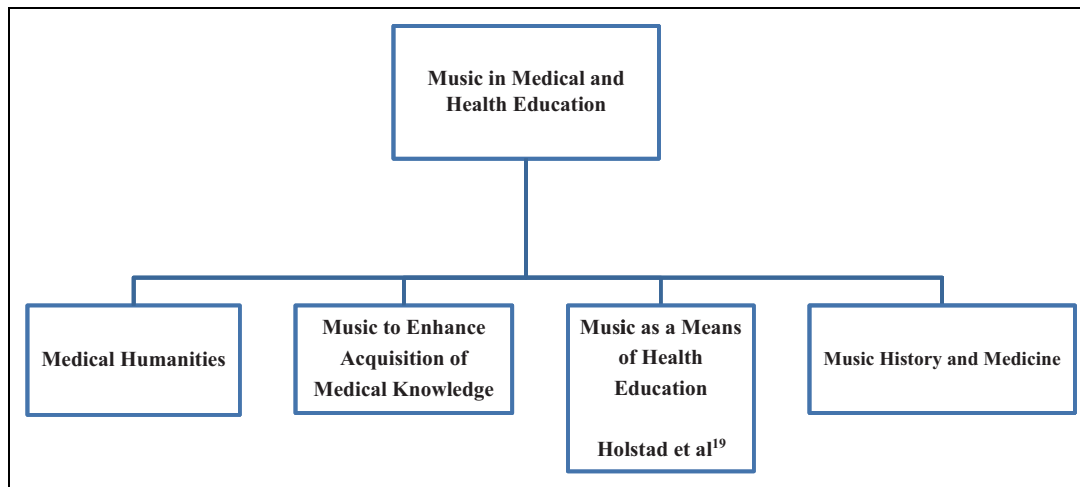 Music in Medical and
Health Education
Medical Humanities
Music to Enhance
Acquisition of
Medical Knowledge
Music as a Means
of Health
Education
Holstad et al19
Music History and Medicine